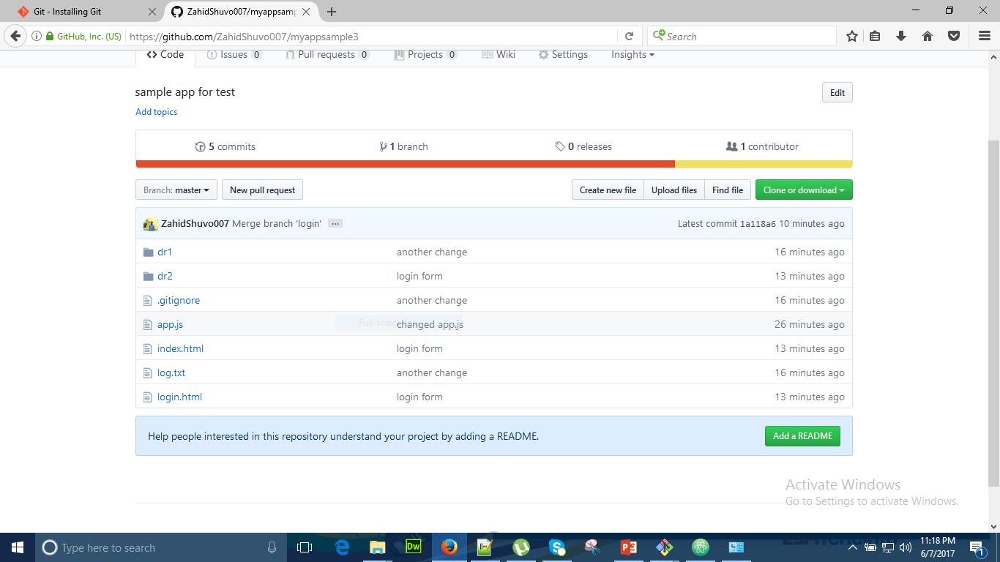 Git - Installing Git
ZahidShuvo007/myappsamp
GitHub, Inc. (US)
https://github.com/ZahidShuvo007/myappsample3
Search
Code
Issues 0
Pull requests 0
Projects 0
Wiki
Settings
Insights
sample app for test
Edit
Add topics
5 commits
1 branch
0 releases
1 contributor
Branch: master
New pull request
Create new file
Upload files
Find file
Clone or download
ZahidShuvo007 Merge branch 'login' ...
Latest commit 1a118a6 10 minutes ago
dr1 another change 16 minutes ago
dr2 login form 13 minutes ago
.gitignore another change 16 minutes ago
app.js changed app.js 26 minutes ago
index.html login form 13 minutes ago
log.txt another change 16 minutes ago
login.html login form 13 minutes ago
Help people interested in this repository understand your project by adding a README.
Add a README
Activate Windows
Go to Settings to activate Windows.
Type here to search
Dw
11:18 PM
6/7/2017
1